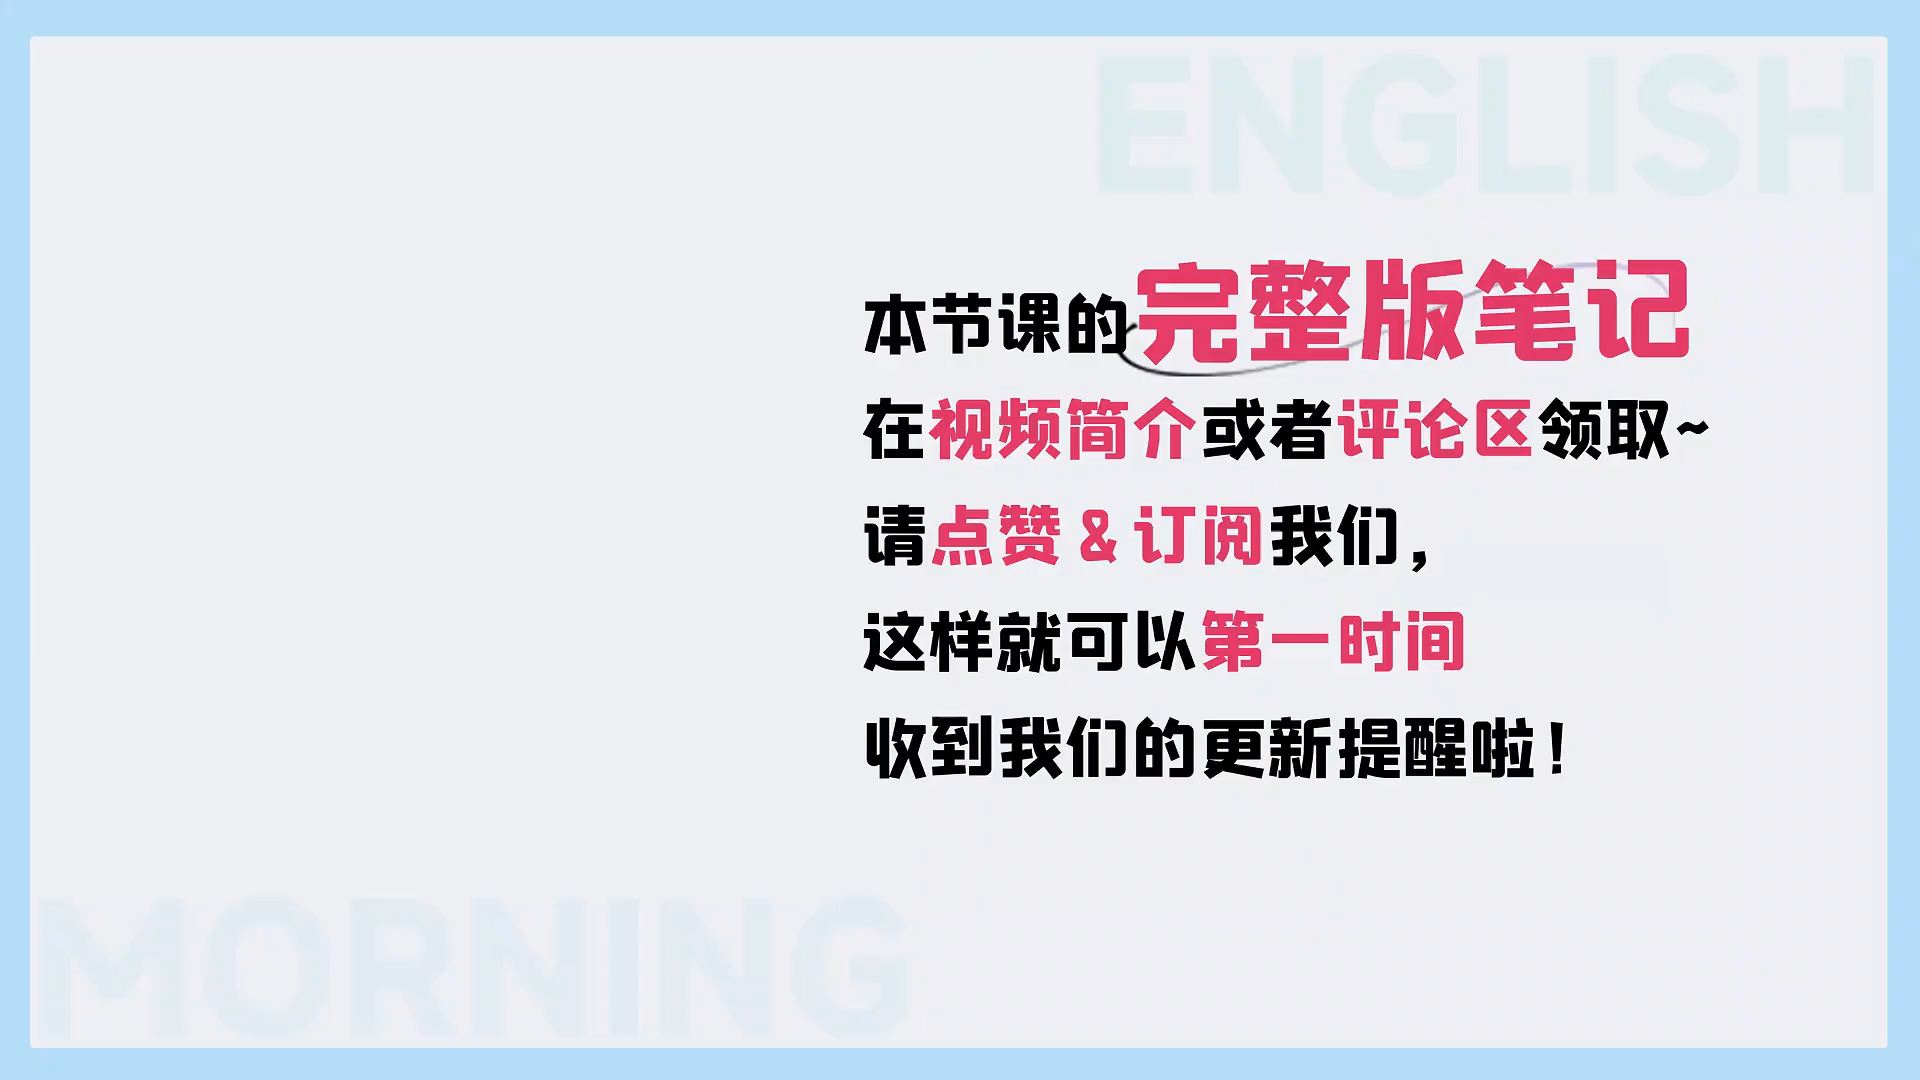 ENGLISH
本节课的完整版笔记
在视频简介或者评论区领取~
请点赞&订阅我们，
这样就可以第一时间
收到我们的更新提醒啦！
MORNING